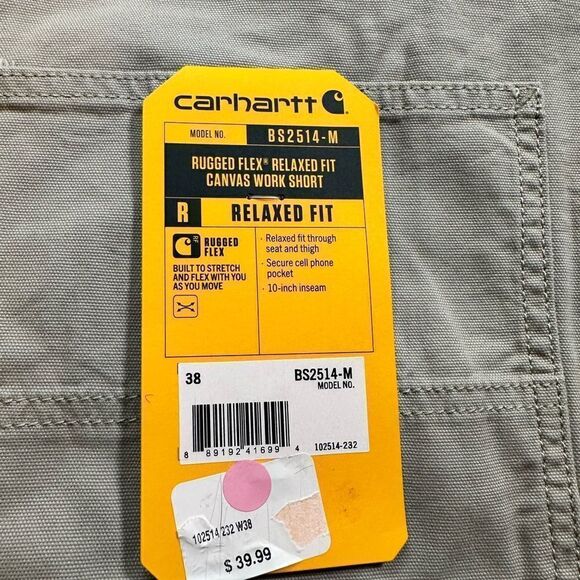 carhartt
MODEL NO. BS2514-M
RUGGED FLEX® RELAXED FIT
CANVAS WORK SHORT
R RELAXED FIT
RUGGED
FLEX
BUILT TO STRETCH
AND FLEX WITH YOU
AS YOU MOVE
· Relaxed fit through
seat and thigh
· Secure cell phone
pocket
· 10-inch inseam
38 BS2514-M
MODEL NO.
8 89192 41699 4 102514-232
102514 232 W38
$ 39.99